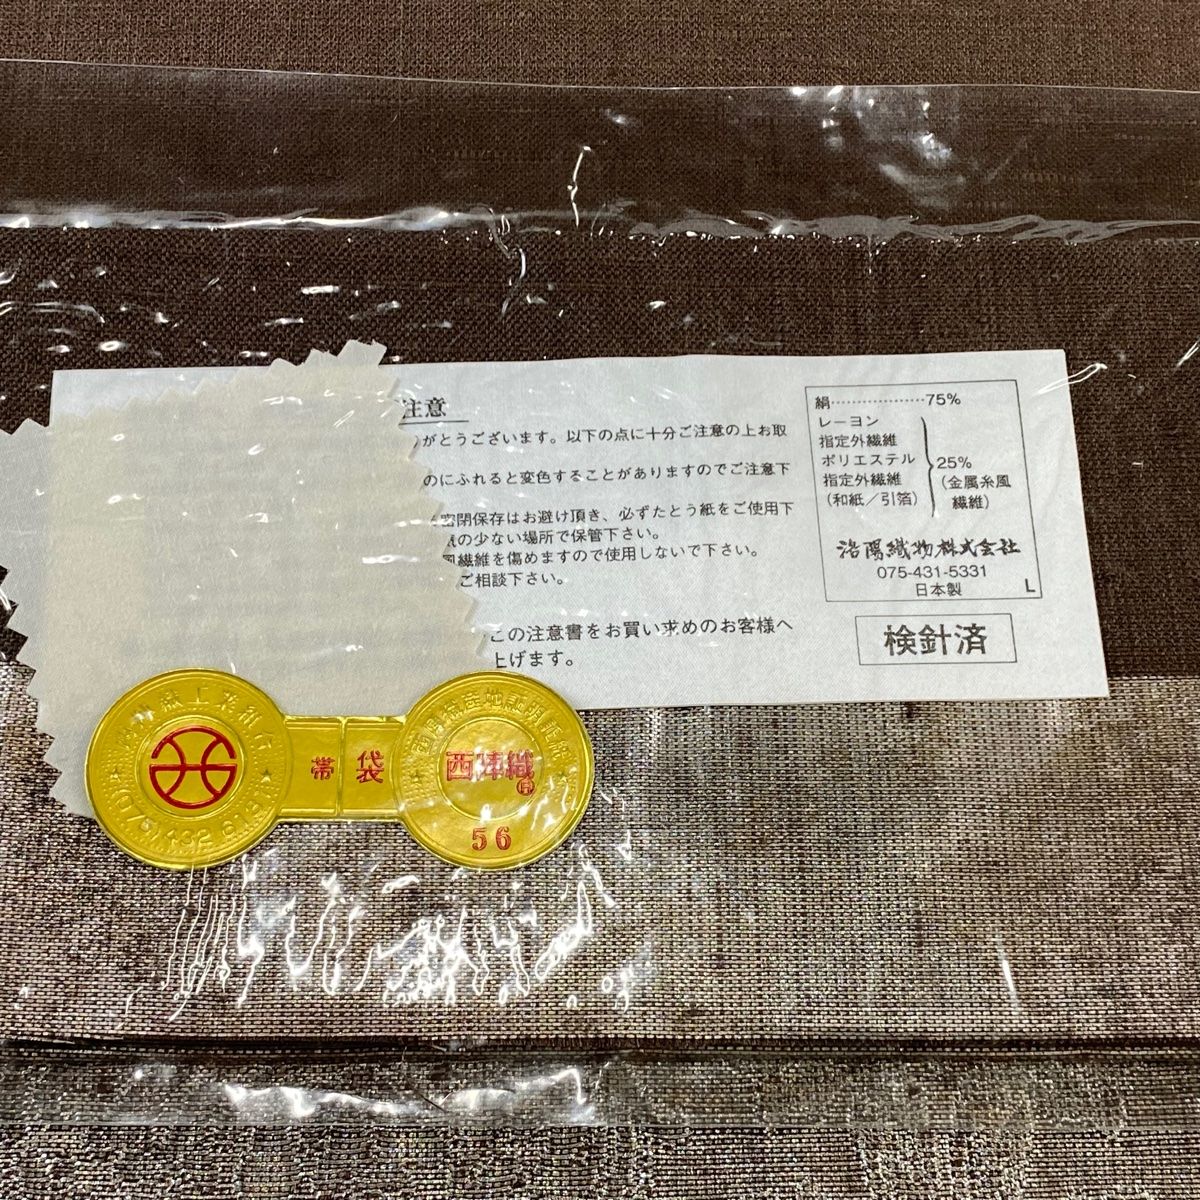 注意
がとうございます。以下の点に十分ご注意の上お取
のにふれると変色することがありますのでご注意下
密閉保存はお避け頂き、必ずたとう紙をご使用下
の少ない場所で保管下さい。
繊維を傷めますので使用しないで下さい。
ご相談下さい。
この注意書をお買い求めのお客様へ
上げます。
絹………………75%
レーヨン
指定外繊維
ポリエステル
指定外繊維
(和紙／引箔)
25%
(金属糸風
繊維)
洛陽織物株式会社
075-431-5331
日本製
L
検針済
織工業組合
帯 袋
西陣織
56